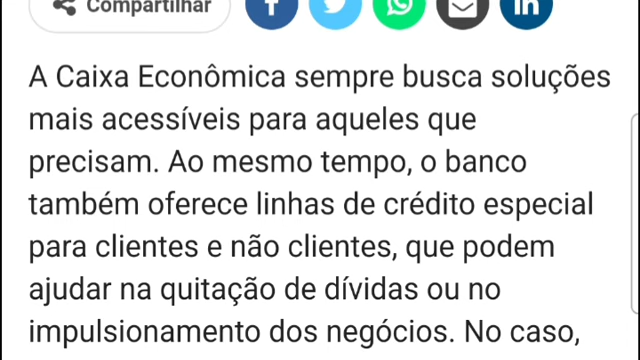 Compartilhar
A Caixa Econômica sempre busca soluções
mais acessíveis para aqueles que
precisam. Ao mesmo tempo, o banco
também oferece linhas de crédito especial
para clientes e não clientes, que podem
ajudar na quitação de dívidas ou no
impulsionamento dos negócios. No caso,